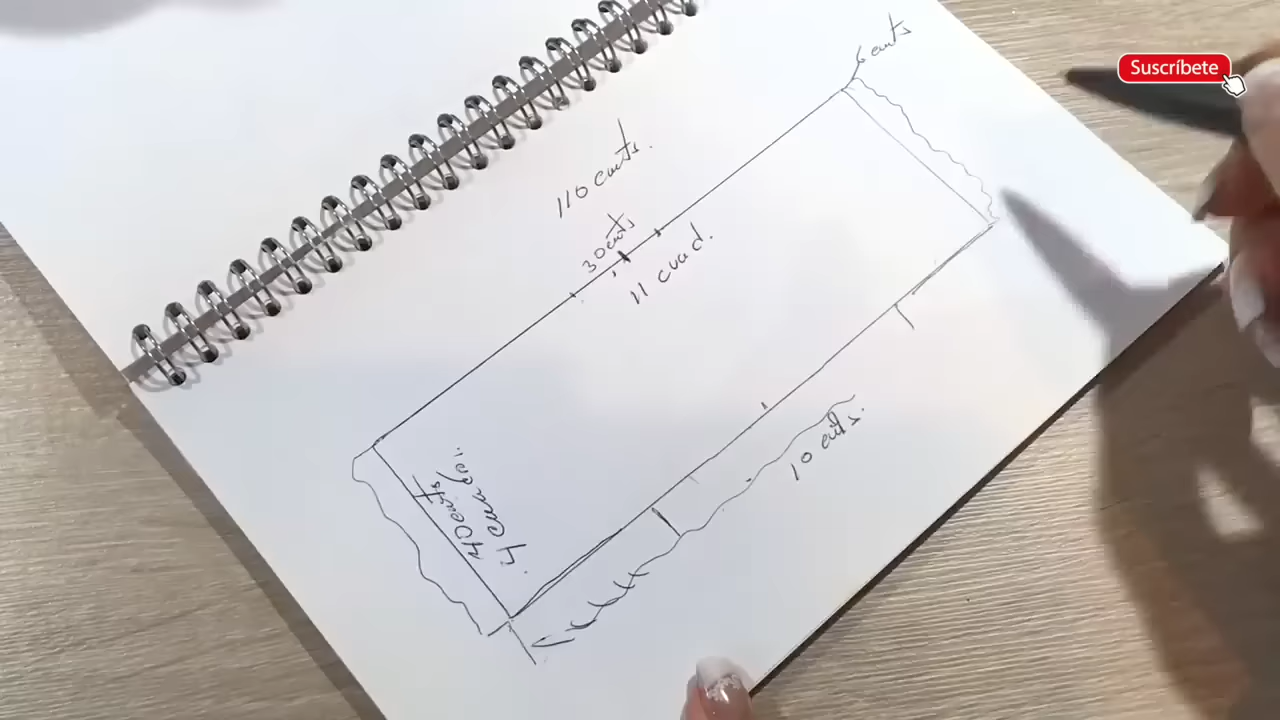 Suscríbete
6 cmts
110 cmts.
30 cmts
11 cuad.
40 cmts
4 cuadr.
10 cmts.